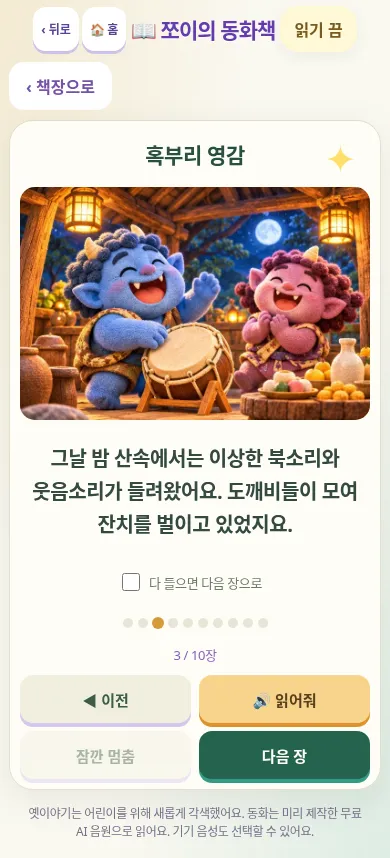 ‹ 뒤로
🏠 홈
📖 쪼이의 동화책
읽기 끔
‹ 책장으로
혹부리 영감
그날 밤 산속에서는 이상한 북소리와
웃음소리가 들려왔어요. 도깨비들이 모여
잔치를 벌이고 있었지요.
다 들으면 다음 장으로
3 / 10장
◀ 이전
🔊 읽어줘
잠깐 멈춤
다음 장
옛이야기는 어린이를 위해 새롭게 각색했어요. 동화는 미리 제작한 무료
AI 음원으로 읽어요. 기기 음성도 선택할 수 있어요.